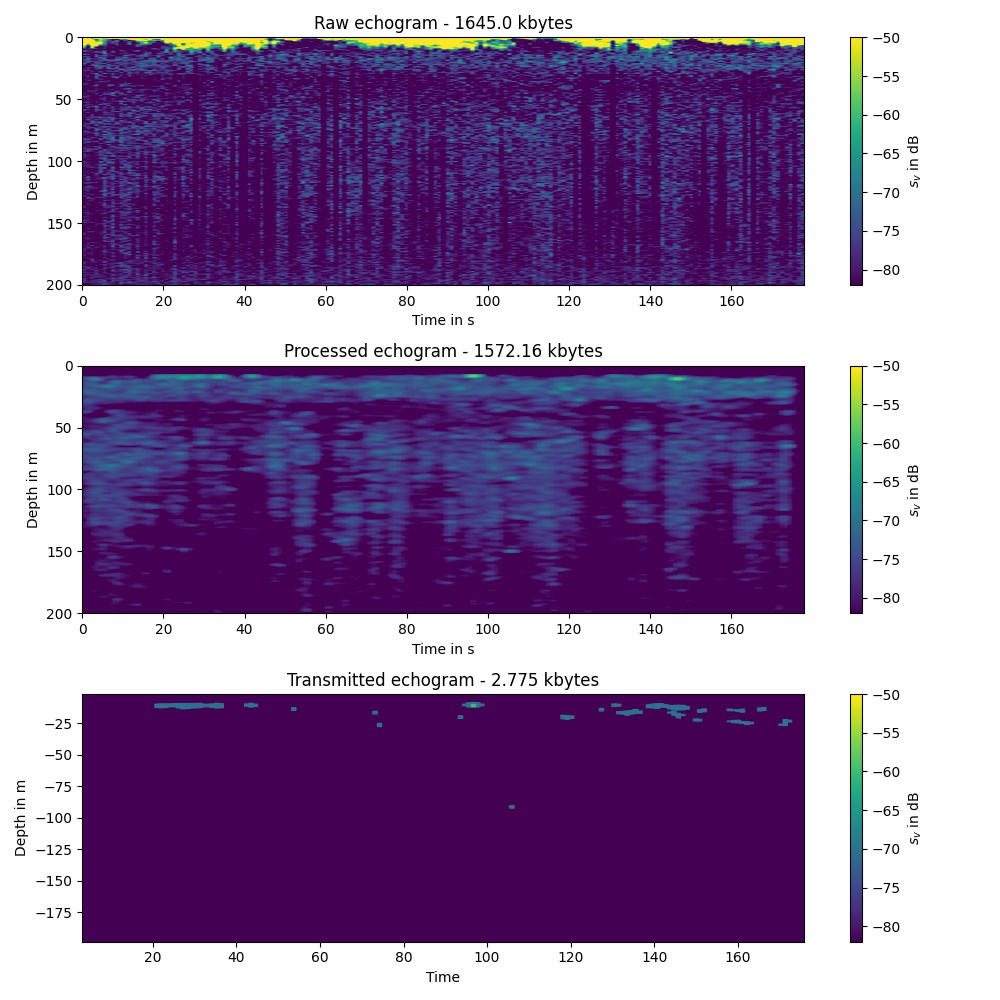 Raw echogram - 1645.0 kbytes
0
50
100
150
200
Depth in m
0 20 40 60 80 100 120 140 160
Time in s
−50
−55
−60
−65
−70
−75
−80
sv in dB
Processed echogram - 1572.16 kbytes
0
50
100
150
200
Depth in m
0 20 40 60 80 100 120 140 160
Time in s
−50
−55
−60
−65
−70
−75
−80
sv in dB
Transmitted echogram - 2.775 kbytes
−25
−50
−75
−100
−125
−150
−175
Depth in m
20 40 60 80 100 120 140 160
Time
−50
−55
−60
−65
−70
−75
−80
sv in dB